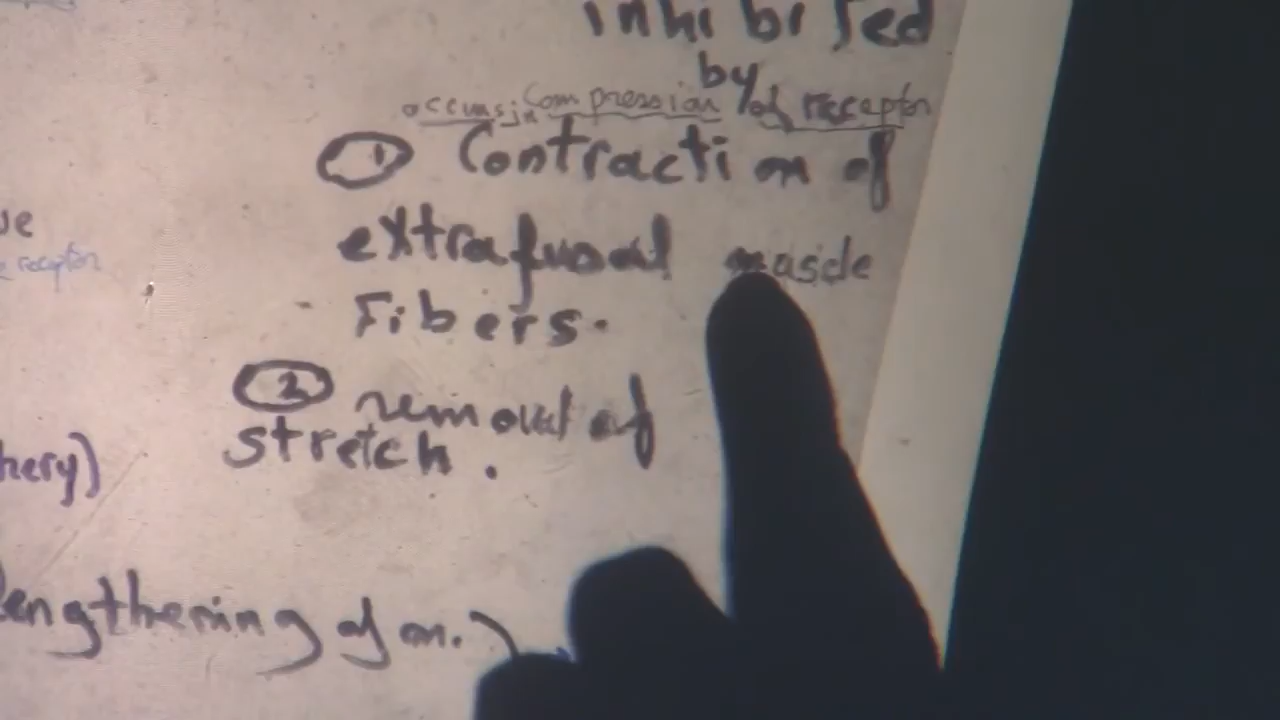 inhibited
by
occurs in compression of receptor
① Contraction of
ue
extrafusal muscle
receptor
Fibers.
② removal of
stretch.
hery)
lengthening of m.)